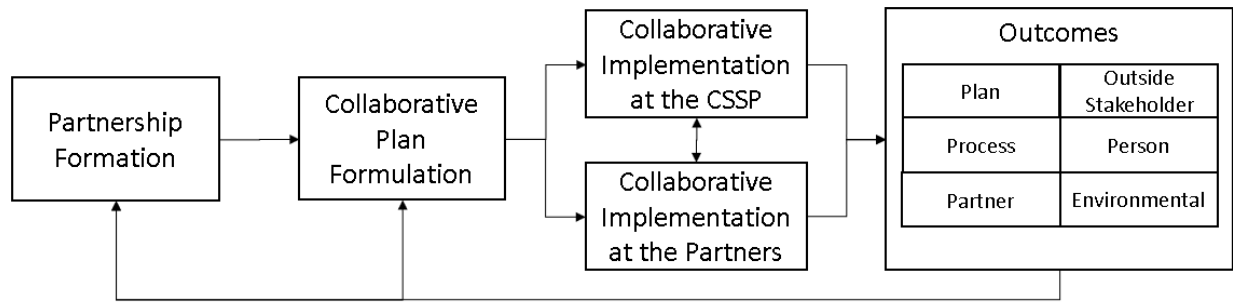 Partnership
Formation
Collaborative
Plan
Formulation
Collaborative
Implementation
at the CSSP
Collaborative
Implementation
at the Partners
Outcomes
Plan
Outside
Stakeholder
Process
Person
Partner
Environmental